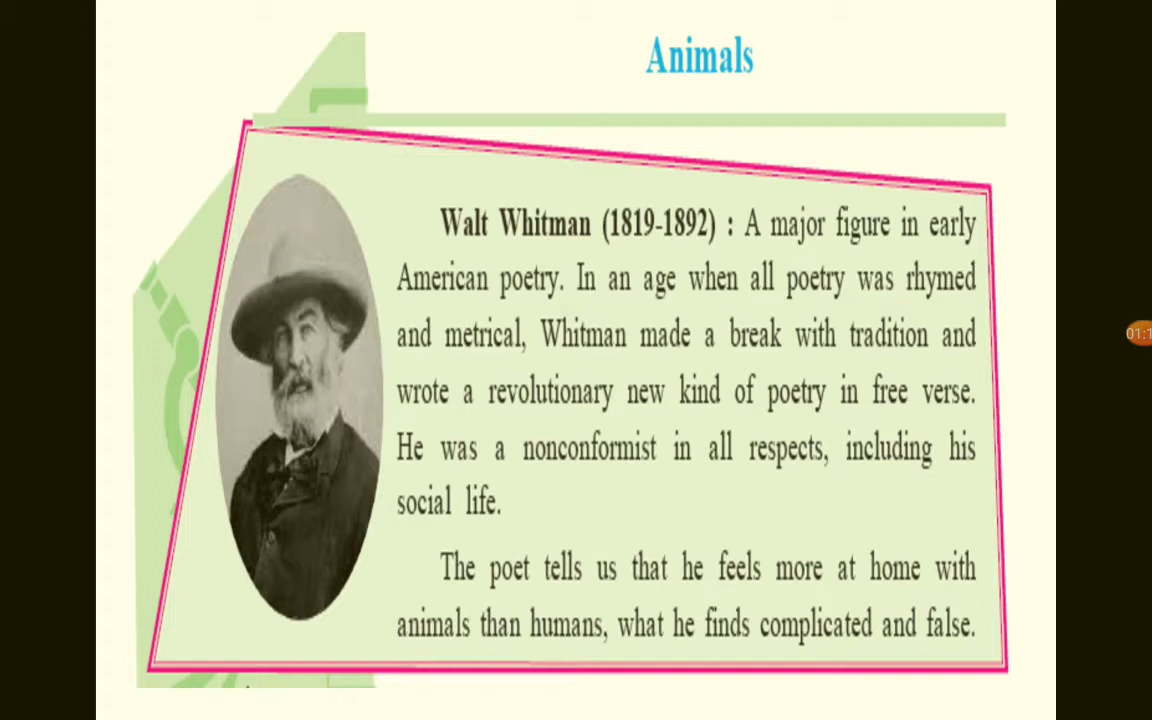 Animals
Walt Whitman (1819-1892) : A major figure in early
American poetry. In an age when all poetry was rhymed
and metrical, Whitman made a break with tradition and
wrote a revolutionary new kind of poetry in free verse.
He was a nonconformist in all respects, including his
social life.
The poet tells us that he feels more at home with
animals than humans, what he finds complicated and false.